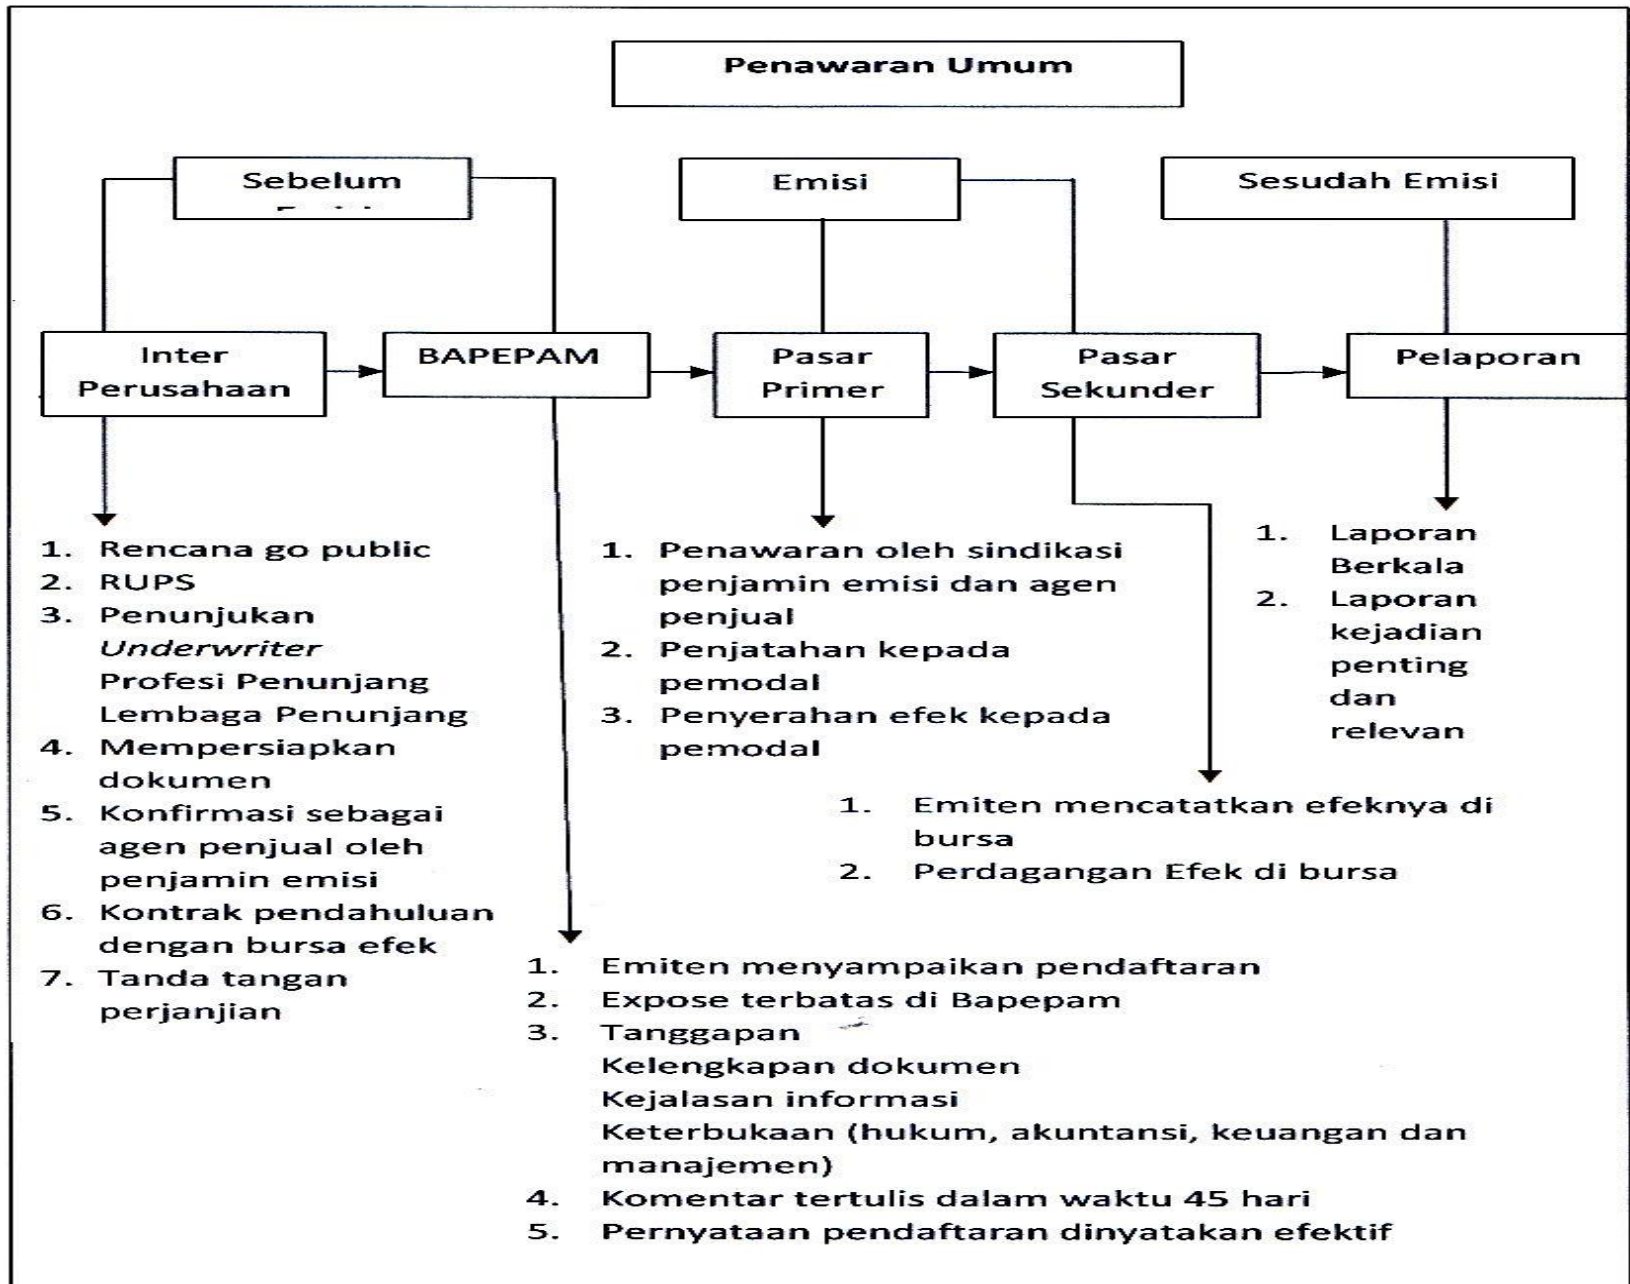 Penawaran Umum
Sebelum
Emisi
Sesudah Emisi
Inter
Perusahaan
BAPEPAM
Pasar
Primer
Pasar
Sekunder
Pelaporan
1. Rencana go public
2. RUPS
3. Penunjukan
Underwriter
Profesi Penunjang
Lembaga Penunjang
4. Mempersiapkan
dokumen
5. Konfirmasi sebagai
agen penjual oleh
penjamin emisi
6. Kontrak pendahuluan
dengan bursa efek
7. Tanda tangan
perjanjian
1. Emiten menyampaikan pendaftaran
2. Expose terbatas di Bapepam
3. Tanggapan
Kelengkapan dokumen
Kejalasan informasi
Keterbukaan (hukum, akuntansi, keuangan dan
manajemen)
4. Komentar tertulis dalam waktu 45 hari
5. Pernyataan pendaftaran dinyatakan efektif
1. Penawaran oleh sindikasi
penjamin emisi dan agen
penjual
2. Penjatahan kepada
pemodal
3. Penyerahan efek kepada
pemodal
1. Emiten mencatatkan efeknya di
bursa
2. Perdagangan Efek di bursa
1. Laporan
Berkala
2. Laporan
kejadian
penting
dan
relevan